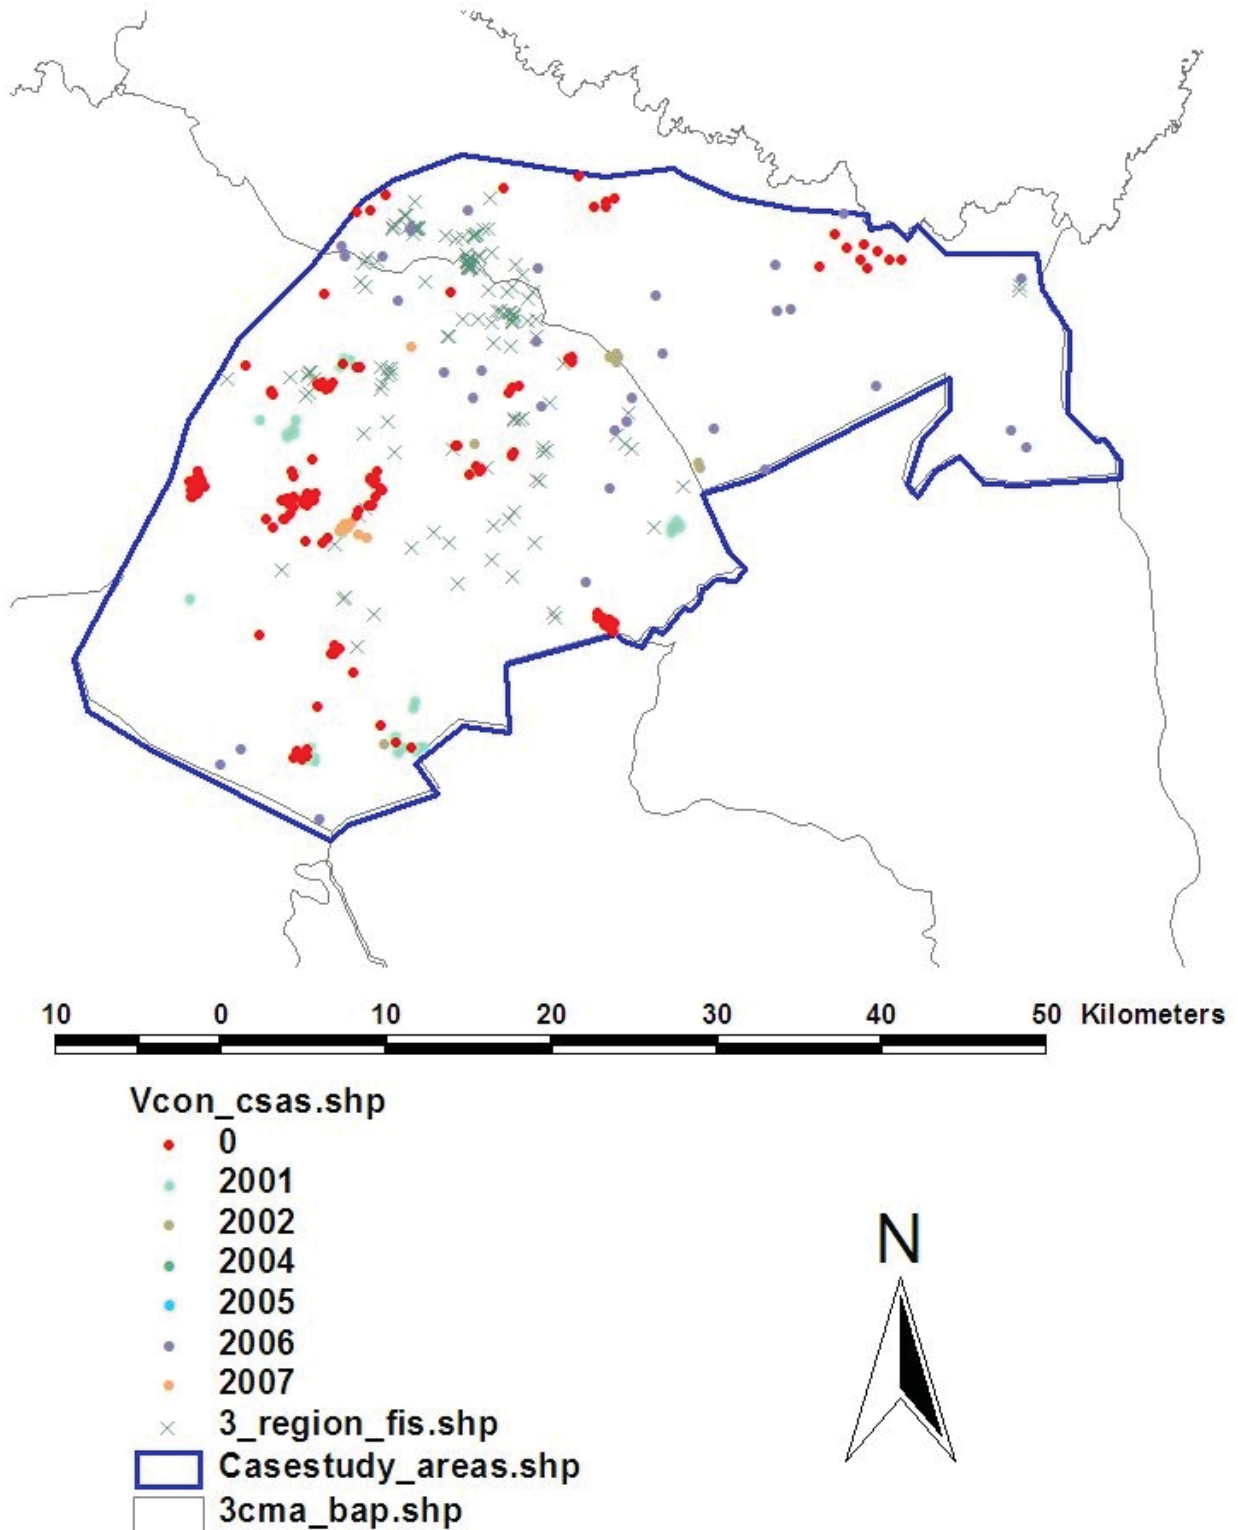 10 0 10 20 30 40 50 Kilometers
Vcon_csas.shp
0
2001
2002
2004
2005
2006
2007
3_region_fis.shp
Casestudy_areas.shp
3cma_bap.shp
N